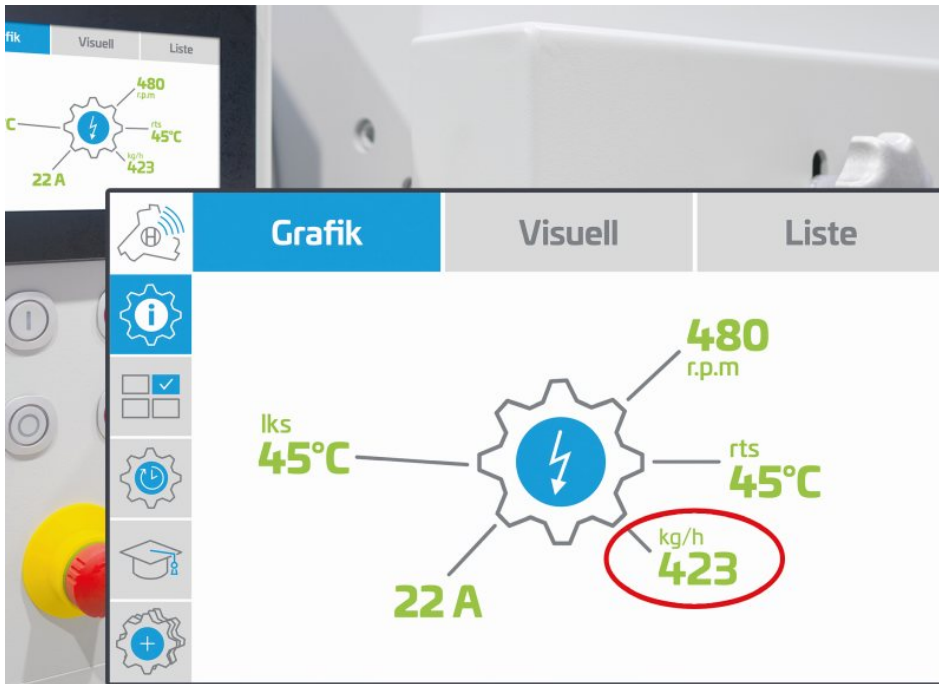 fik Visuell Liste
480
r.p.m
rts
45°C
C
kg/h
423
22 A
H
Grafik Visuell Liste
i
480
r.p.m
lks
45°C
rts
45°C
kg/h
423
22 A